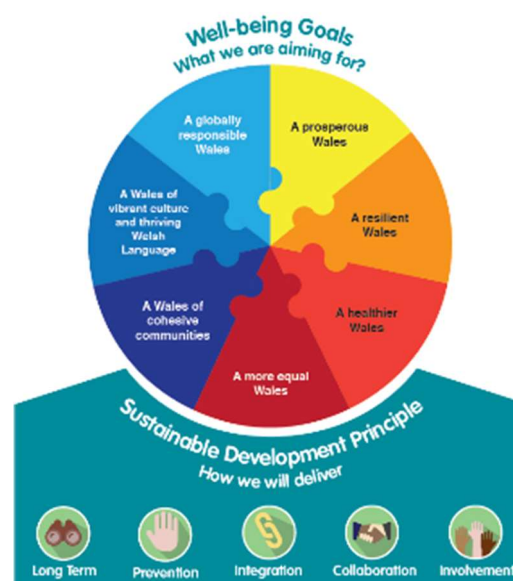 Well-being Goals
What we are aiming for?
A globally
responsible
Wales
A prosperous
Wales
A Wales of
vibrant culture
and thriving
Welsh
Language
A resilient
Wales
A Wales of
cohesive
communities
A healthier
Wales
A more equal
Wales
Sustainable Development Principle
How we will deliver
Long Term
Prevention
Integration
Collaboration
Involvement